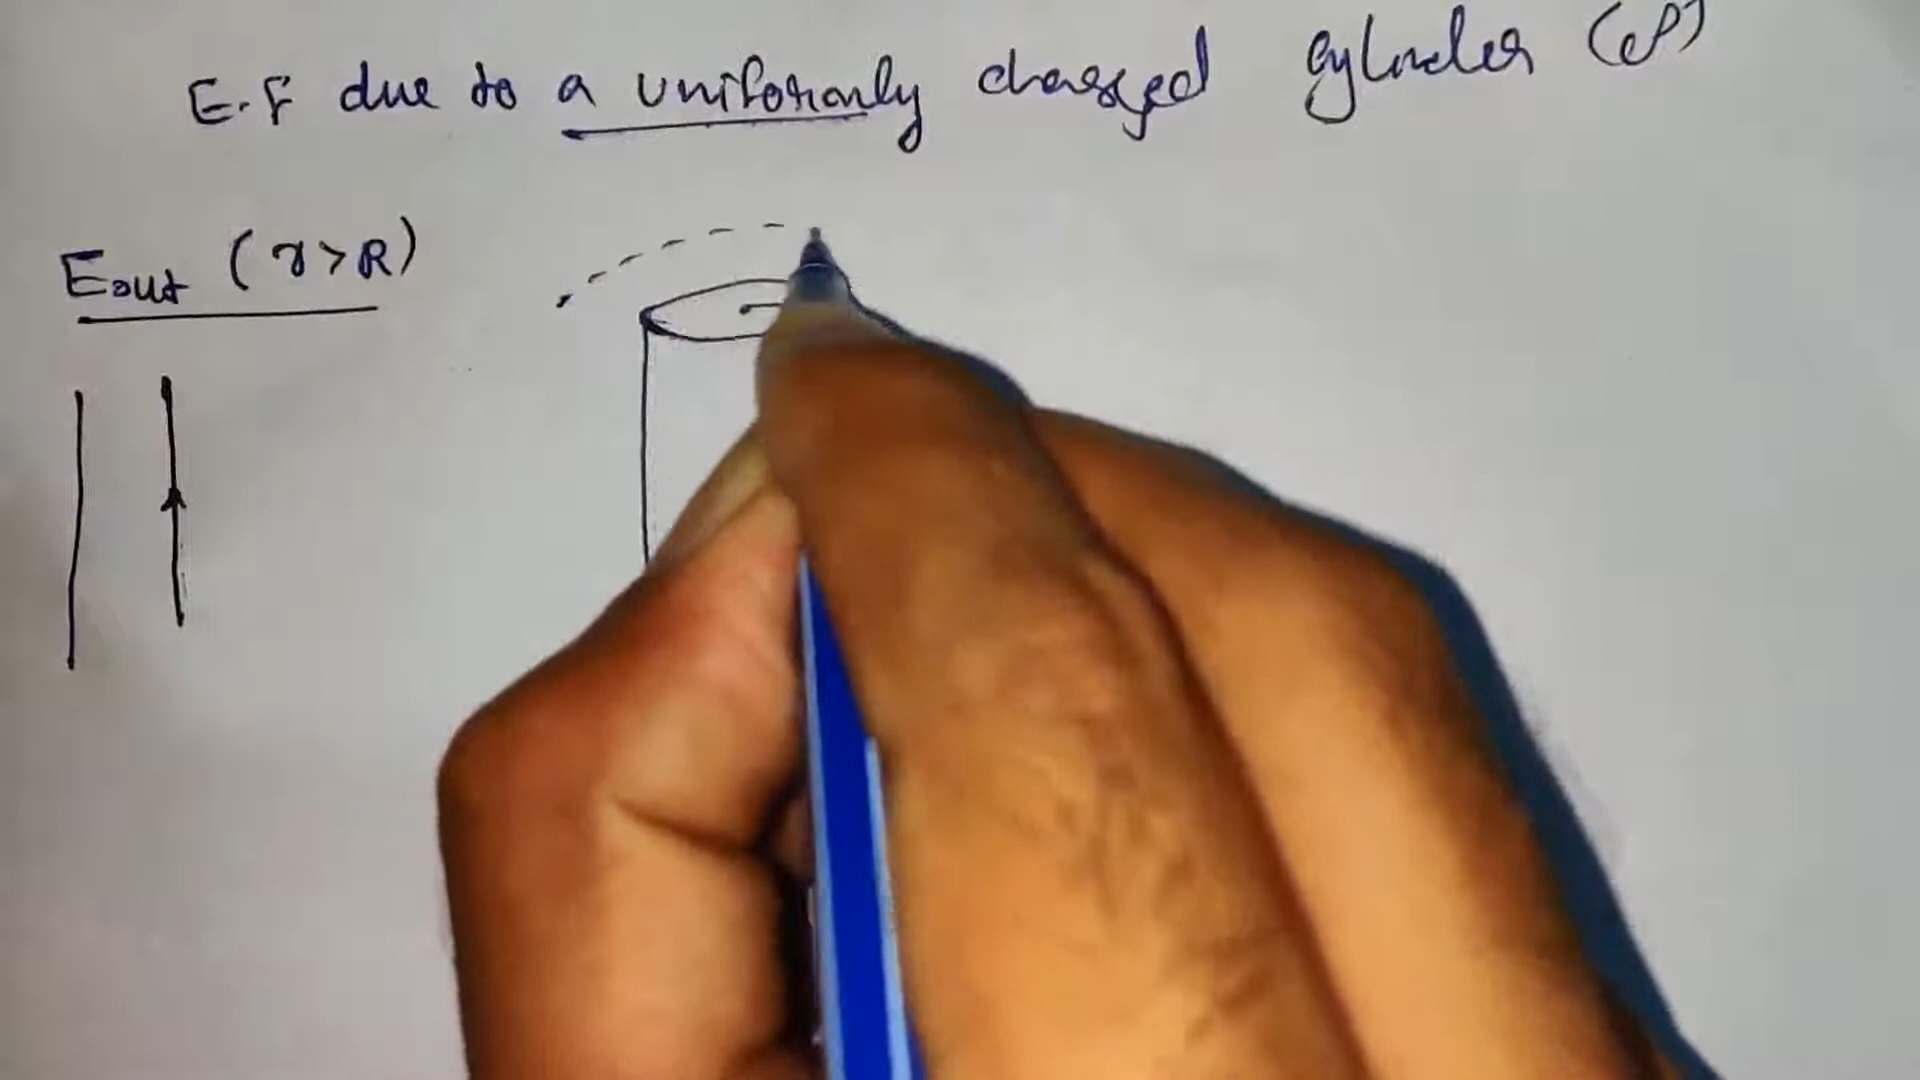 E.F due to a uniformly charged cylinder (ρ)
Eout (r>R)